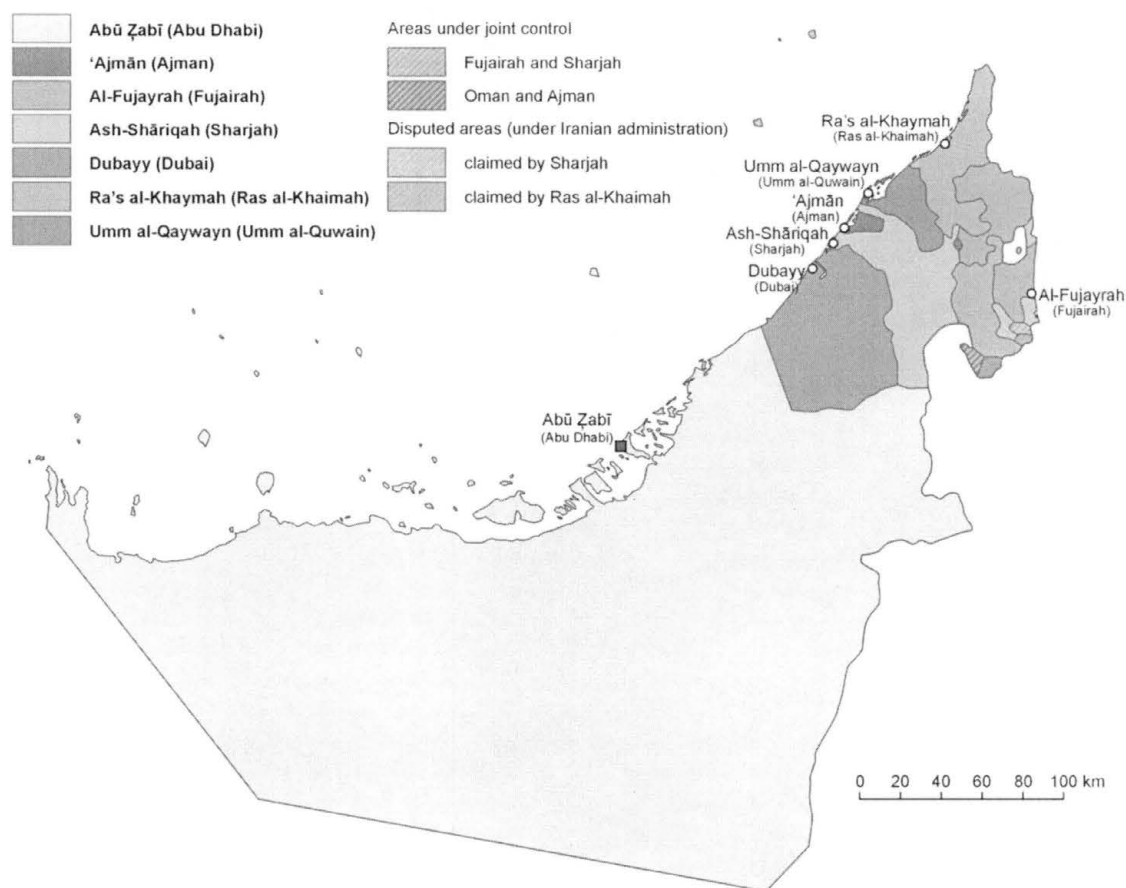 Abū Z̧abī (Abu Dhabi)
‘Ajmān (Ajman)
Al-Fujayrah (Fujairah)
Ash-Shāriqah (Sharjah)
Dubayy (Dubai)
Ra’s al-Khaymah (Ras al-Khaimah)
Umm al-Qaywayn (Umm al-Quwain)
Areas under joint control
Fujairah and Sharjah
Oman and Ajman
Disputed areas (under Iranian administration)
claimed by Sharjah
claimed by Ras al-Khaimah
Ra’s al-Khaymah
(Ras al-Khaimah)
Umm al-Qaywayn
(Umm al-Quwain)
‘Ajmān
(Ajman)
Ash-Shāriqah
(Sharjah)
Dubayy
(Dubai)
Al-Fujayrah
(Fujairah)
Abū Z̧abī
(Abu Dhabi)
0 20 40 60 80 100 km